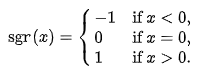 sgr(x) = { −1 if x < 0,
0 if x = 0,
1 if x > 0.